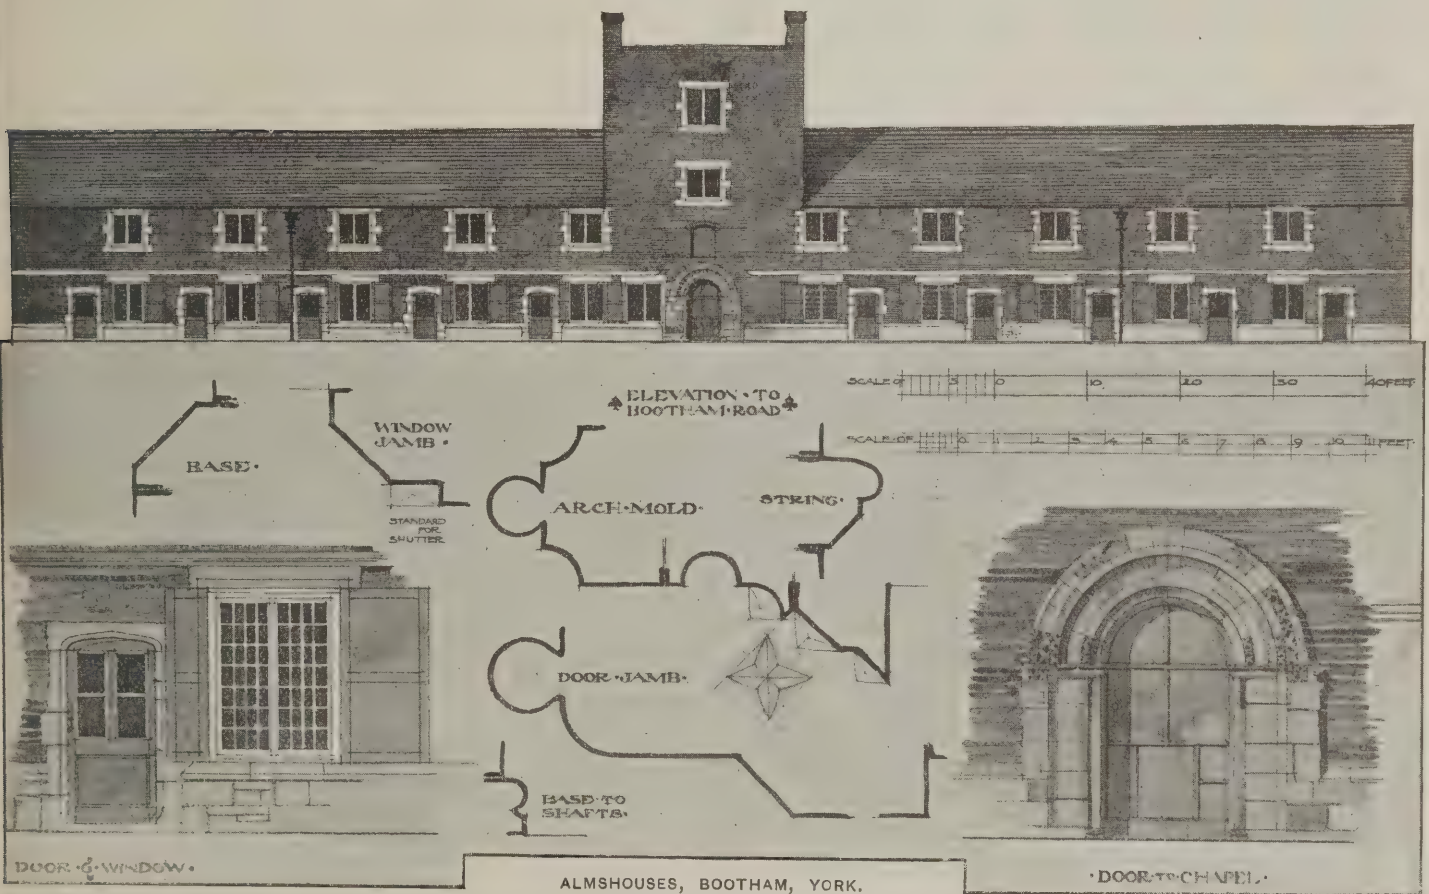 ♠ ELEVATION · TO
BOOTHAM · ROAD ♠
SCALE OF 5 0 10 20 30 40 FEET
SCALE OF 0 1 2 3 4 5 6 7 8 9 10 11 FEET
BASE ·
WINDOW
JAMB ·
STANDARD
FOR
SHUTTER
ARCH · MOLD ·
STRING ·
DOOR · JAMB ·
BASE · TO
SHAFTS ·
DOOR · & · WINDOW ·
· DOOR · TO · CHAPEL ·
ALMSHOUSES, BOOTHAM, YORK.